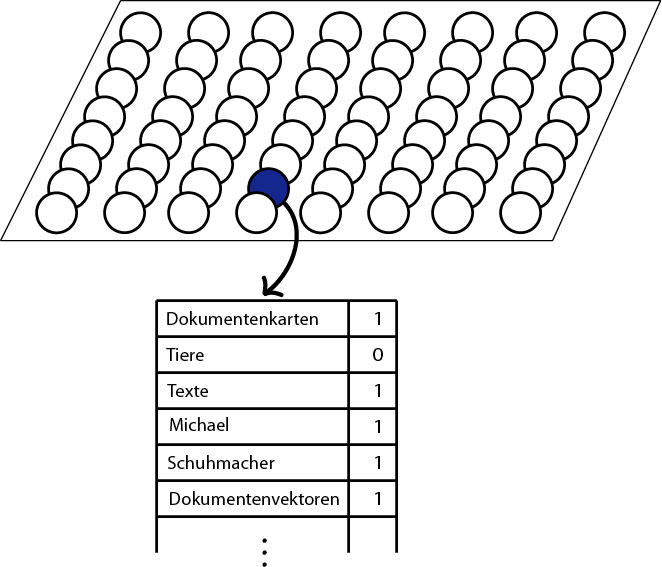 Dokumentenkarten 1
Tiere 0
Texte 1
Michael 1
Schuhmacher 1
Dokumentenvektoren 1
⋮